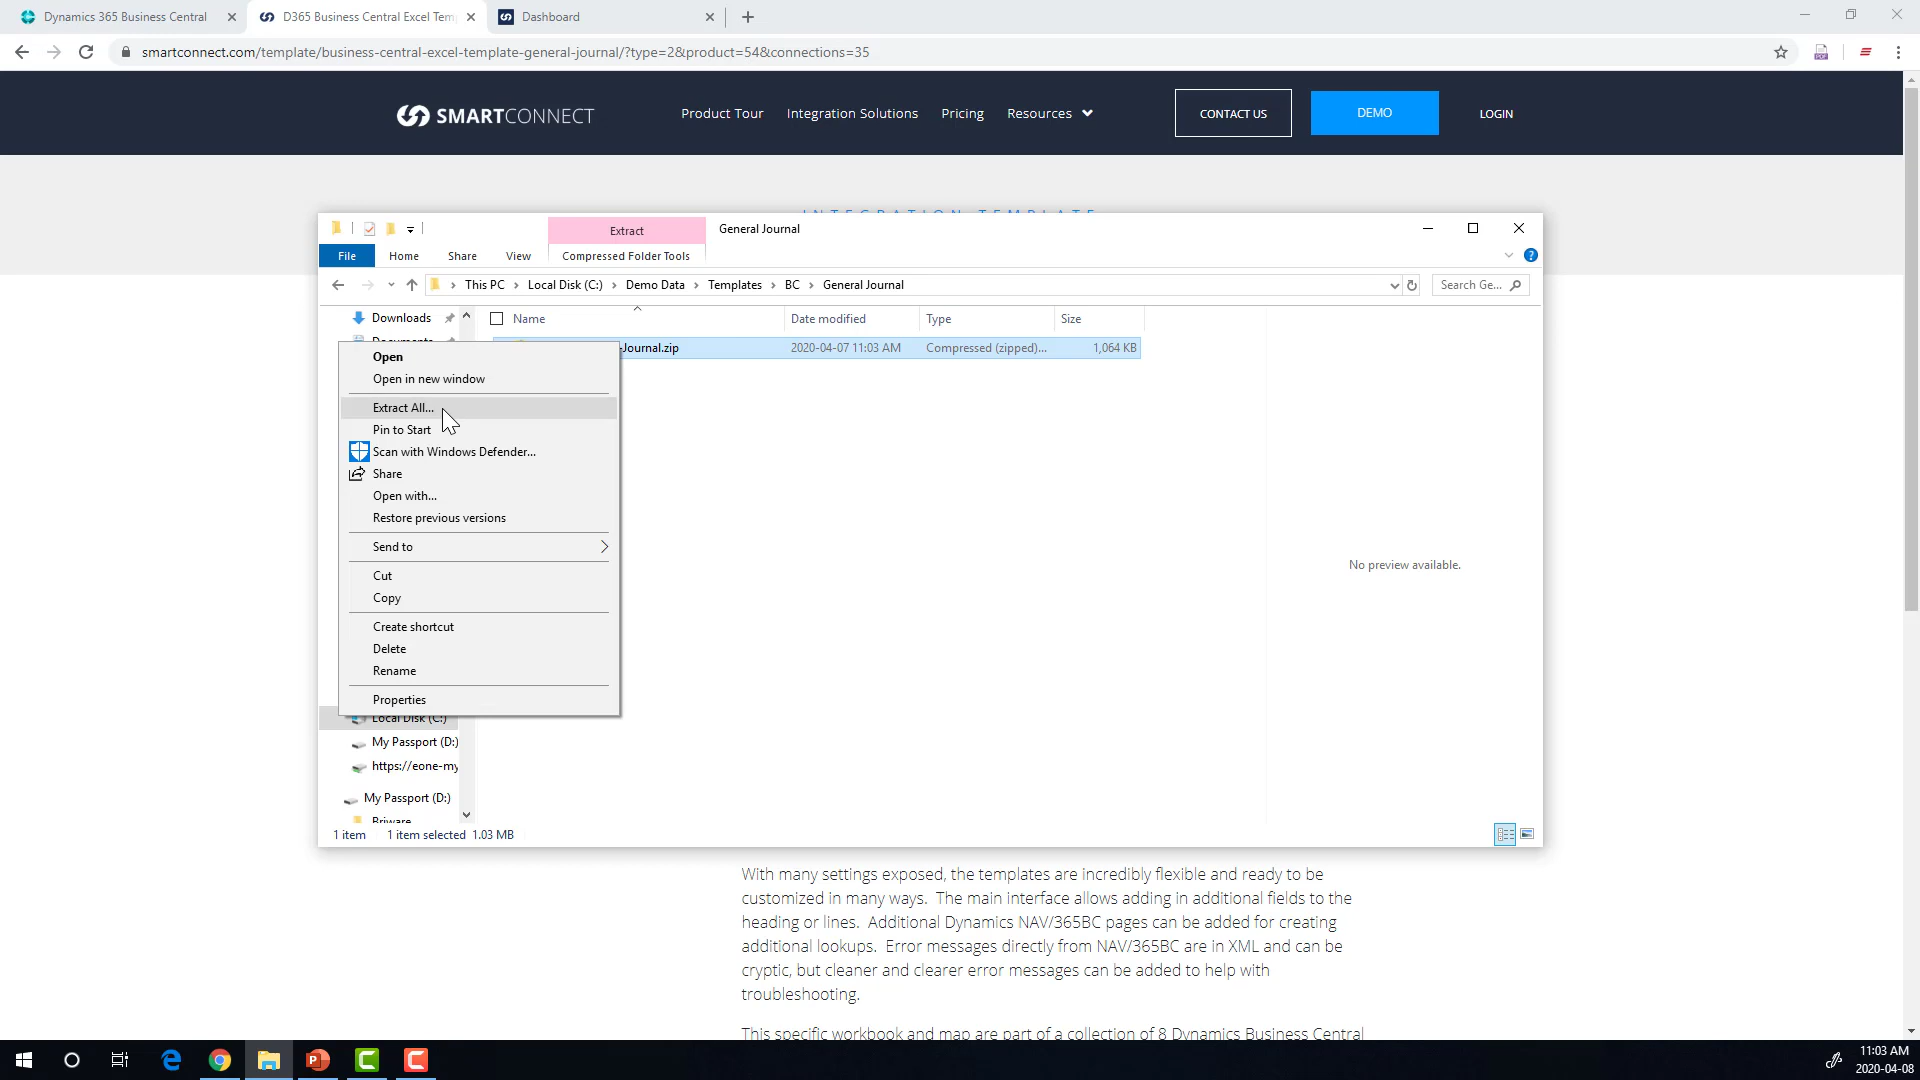 Dynamics 365 Business Central
D365 Business Central Excel Tem
Dashboard
smartconnect.com/template/business-central-excel-template-general-journal/?type=2&product=54&connections=35
SMARTCONNECT
Product Tour
Integration Solutions
Pricing
Resources
CONTACT US
DEMO
LOGIN
INTEGRATION TEMPLATE
Extract
General Journal
File
Home
Share
View
Compressed Folder Tools
This PC > Local Disk (C:) > Demo Data > Templates > BC > General Journal
Search Ge...
Downloads
Documents
Name
Date modified
Type
Size
-Journal.zip
2020-04-07 11:03 AM
Compressed (zipped)...
1,064 KB
Open
Open in new window
Extract All...
Pin to Start
Scan with Windows Defender...
Share
Open with...
Restore previous versions
Send to
Cut
Copy
Create shortcut
Delete
Rename
Properties
Local Disk (C:)
My Passport (D:)
https://eone-my
My Passport (D:)
Briware
No preview available.
1 item
1 item selected 1.03 MB
With many settings exposed, the templates are incredibly flexible and ready to be
customized in many ways. The main interface allows adding in additional fields to the
heading or lines. Additional Dynamics NAV/365BC pages can be added for creating
additional lookups. Error messages directly from NAV/365BC are in XML and can be
cryptic, but cleaner and clearer error messages can be added to help with
troubleshooting.
This specific workbook and map are part of a collection of 8 Dynamics Business Central
11:03 AM
2020-04-08